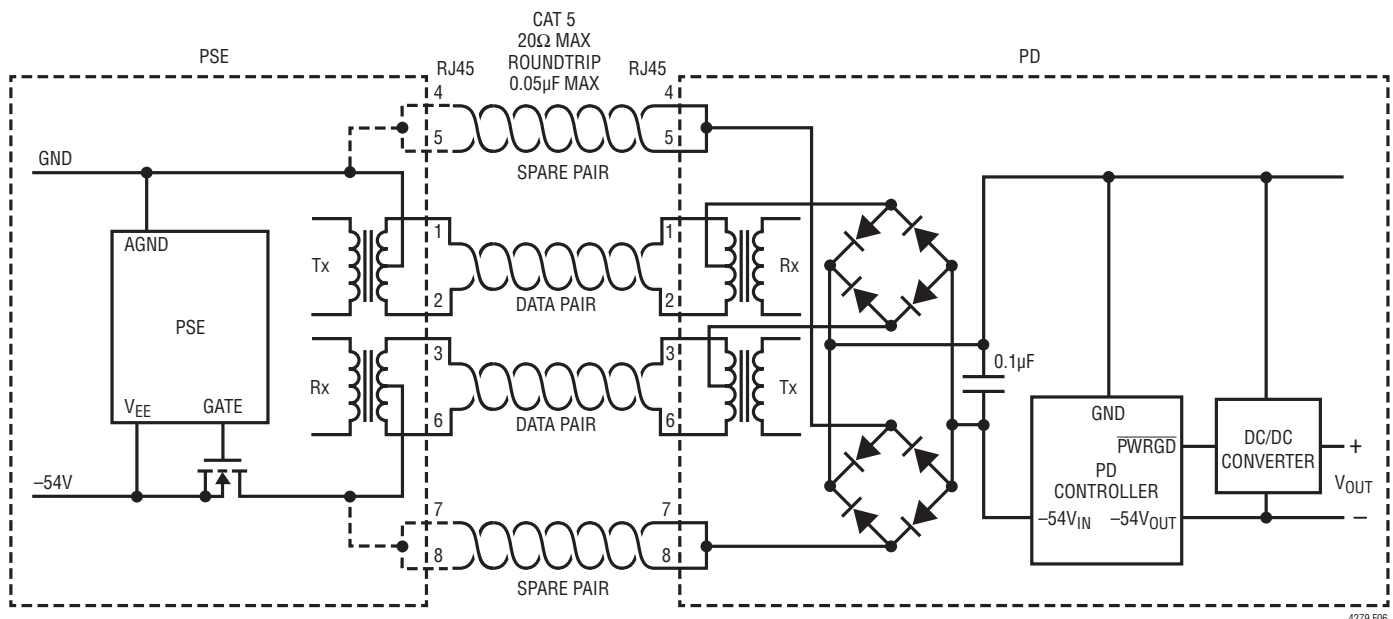 CAT 5
20Ω MAX
ROUNDTRIP
0.05µF MAX
PSE
RJ45
RJ45
PD
4
5
4
5
SPARE PAIR
GND
AGND
PSE
VEE
GATE
–54V
Tx
1
2
DATA PAIR
1
2
Rx
Rx
3
6
DATA PAIR
3
6
Tx
7
8
7
8
SPARE PAIR
0.1µF
GND
PWRGD
PD
CONTROLLER
–54VIN
–54VOUT
DC/DC
CONVERTER
+
VOUT
–
4279 F06